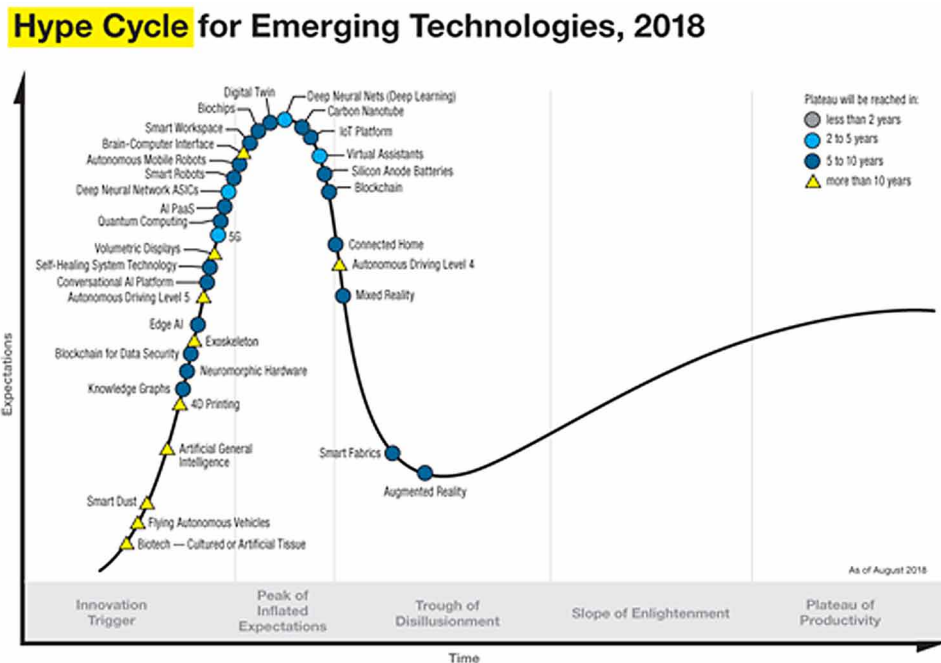 Hype Cycle for Emerging Technologies, 2018
Digital Twin
Deep Neural Nets (Deep Learning)
Biochips
Carbon Nanotube
Smart Workspace
IoT Platform
Brain-Computer Interface
Virtual Assistants
Autonomous Mobile Robots
Silicon Anode Batteries
Smart Robots
Blockchain
Deep Neural Network ASICs
AI PaaS
Quantum Computing
5G
Volumetric Displays
Connected Home
Self-Healing System Technology
Autonomous Driving Level 4
Conversational AI Platform
Mixed Reality
Autonomous Driving Level 5
Edge AI
Exoskeleton
Blockchain for Data Security
Neuromorphic Hardware
Knowledge Graphs
4D Printing
Artificial General
Intelligence
Smart Fabrics
Augmented Reality
Smart Dust
Flying Autonomous Vehicles
Biotech — Cultured or Artificial Tissue
Plateau will be reached in:
less than 2 years
2 to 5 years
5 to 10 years
more than 10 years
As of August 2018
Expectations
Innovation
Trigger
Peak of
Inflated
Expectations
Trough of
Disillusionment
Slope of Enlightenment
Plateau of
Productivity
Time